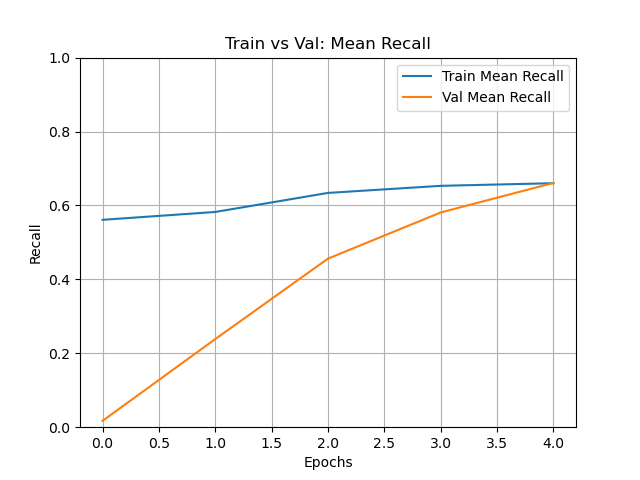 Train vs Val: Mean Recall
Train Mean Recall
Val Mean Recall
1.0
0.8
0.6
0.4
0.2
0.0
Recall
0.0 0.5 1.0 1.5 2.0 2.5 3.0 3.5 4.0
Epochs